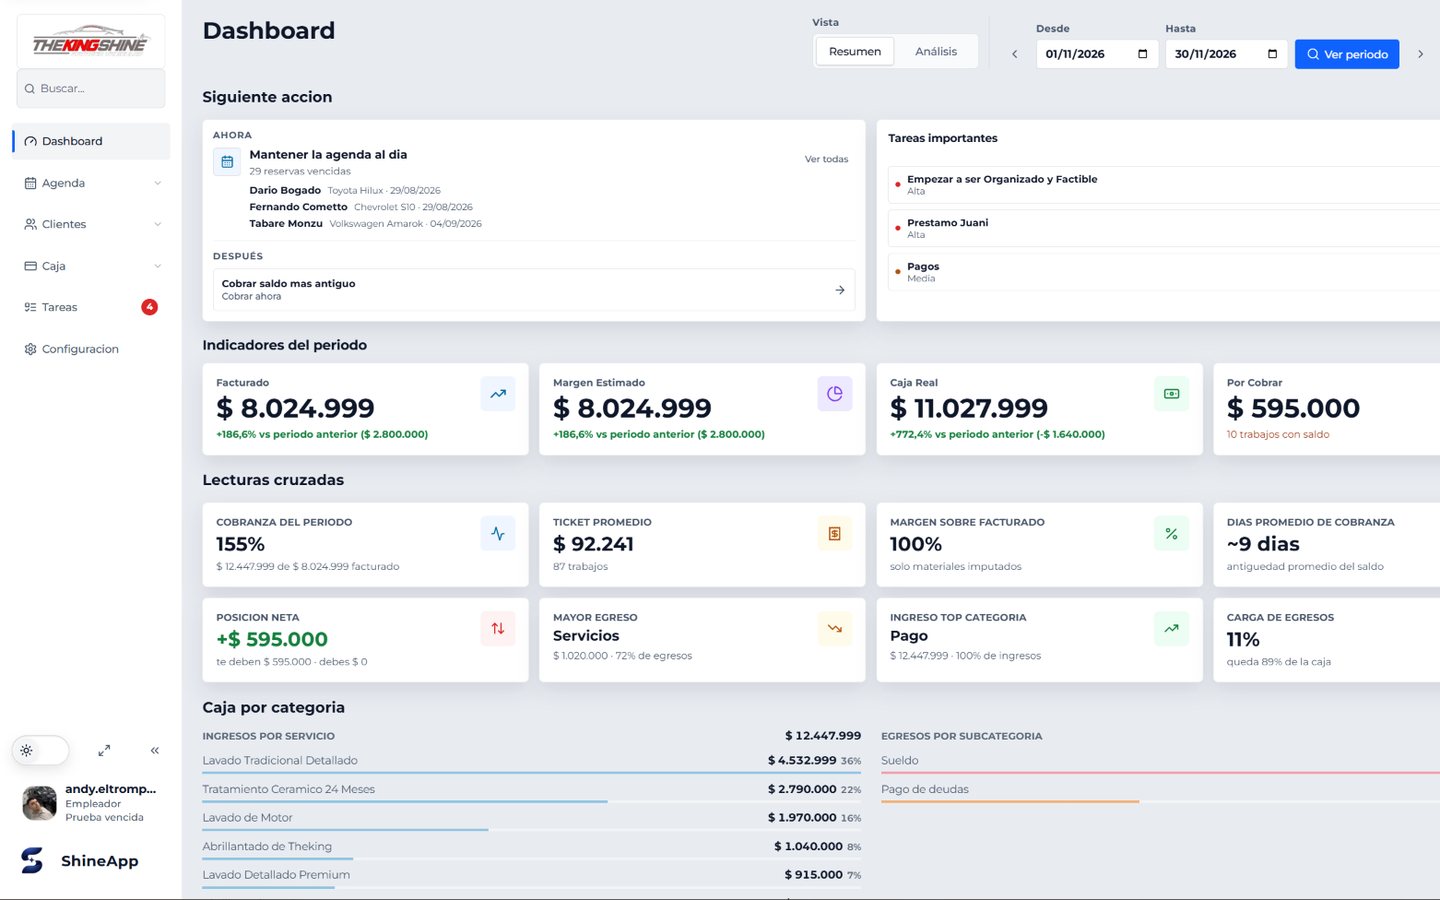 THEKINGSHINE
Buscar...
Dashboard
Agenda
Clientes
Caja
Tareas
4
Configuracion
andy.eltromp...
Empleador
Prueba vencida
ShineApp
Dashboard
Vista
Resumen
Análisis
Desde
01/11/2026
Hasta
30/11/2026
Ver periodo
Siguiente accion
AHORA
Mantener la agenda al dia
29 reservas vencidas
Ver todas
Dario Bogado Toyota Hilux · 29/08/2026
Fernando Cometto Chevrolet S10 · 29/08/2026
Tabare Monzu Volkswagen Amarok · 04/09/2026
DESPUÉS
Cobrar saldo mas antiguo
Cobrar ahora
Tareas importantes
Empezar a ser Organizado y Factible
Alta
Prestamo Juani
Alta
Pagos
Media
Indicadores del periodo
Facturado
$ 8.024.999
+186,6% vs periodo anterior ($ 2.800.000)
Margen Estimado
$ 8.024.999
+186,6% vs periodo anterior ($ 2.800.000)
Caja Real
$ 11.027.999
+772,4% vs periodo anterior (-$ 1.640.000)
Por Cobrar
$ 595.000
10 trabajos con saldo
Lecturas cruzadas
COBRANZA DEL PERIODO
155%
$ 12.447.999 de $ 8.024.999 facturado
TICKET PROMEDIO
$ 92.241
87 trabajos
MARGEN SOBRE FACTURADO
100%
solo materiales imputados
DIAS PROMEDIO DE COBRANZA
~9 dias
antiguedad promedio del saldo
POSICION NETA
+$ 595.000
te deben $ 595.000 · debes $ 0
MAYOR EGRESO
Servicios
$ 1.020.000 · 72% de egresos
INGRESO TOP CATEGORIA
Pago
$ 12.447.999 · 100% de ingresos
CARGA DE EGRESOS
11%
queda 89% de la caja
Caja por categoria
INGRESOS POR SERVICIO $ 12.447.999
Lavado Tradicional Detallado $ 4.532.999 36%
Tratamiento Ceramico 24 Meses $ 2.790.000 22%
Lavado de Motor $ 1.970.000 16%
Abrillantado de Theking $ 1.040.000 8%
Lavado Detallado Premium $ 915.000 7%
EGRESOS POR SUBCATEGORIA
Sueldo
Pago de deudas